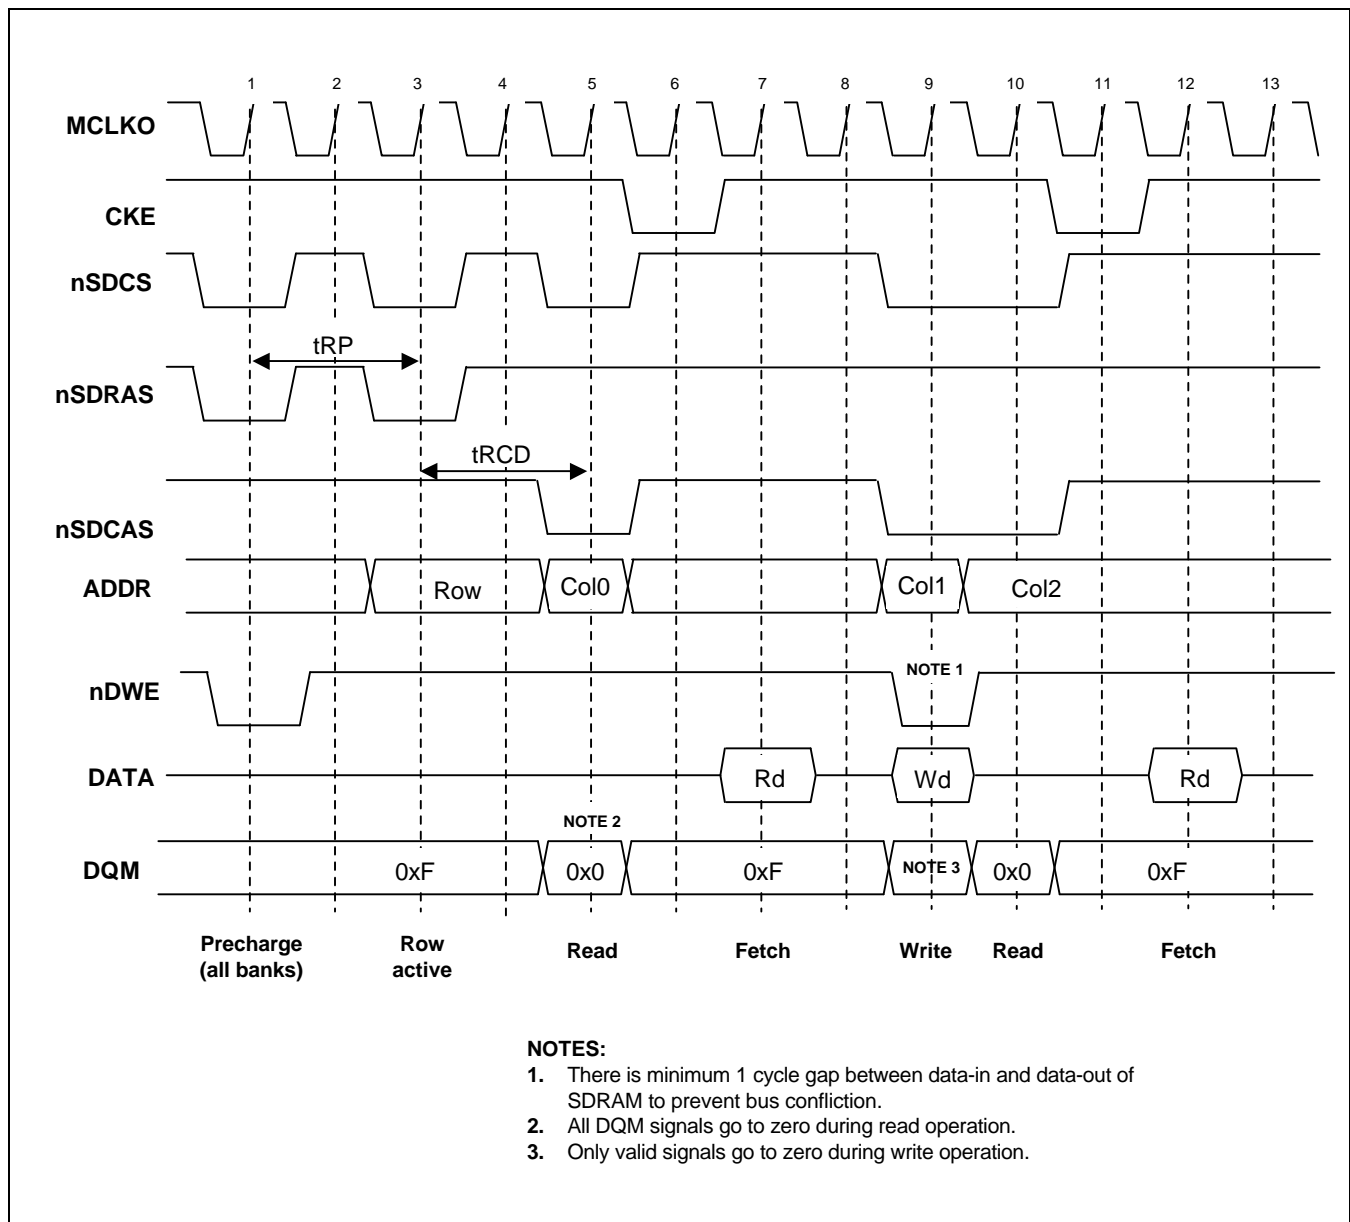 1 2 3 4 5 6 7 8 9 10 11 12 13
MCLKO
CKE
nSDCS
tRP
nSDRAS
tRCD
nSDCAS
ADDR Row Col0 Col1 Col2
nDWE NOTE 1
DATA Rd Wd Rd
NOTE 2
DQM 0xF 0x0 0xF NOTE 3 0x0 0xF
Precharge Row Read Fetch Write Read Fetch
(all banks) active
NOTES:
1. There is minimum 1 cycle gap between data-in and data-out of
SDRAM to prevent bus confliction.
2. All DQM signals go to zero during read operation.
3. Only valid signals go to zero during write operation.